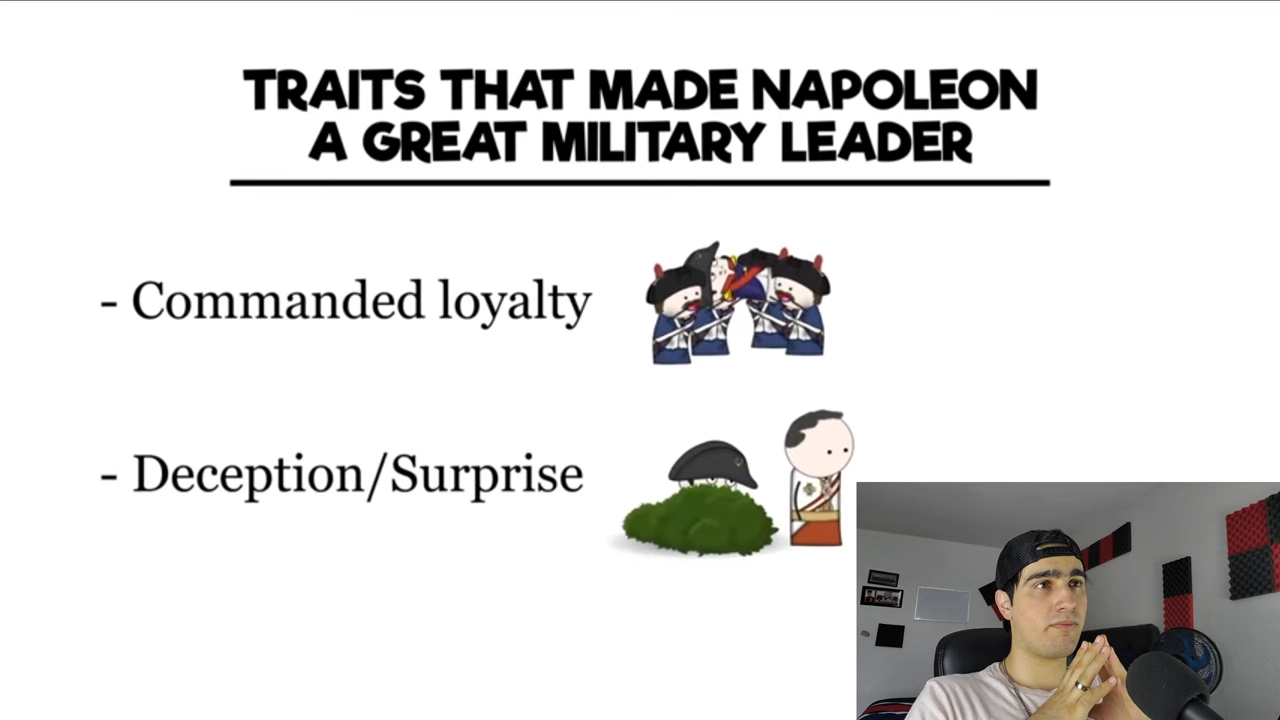 TRAITS THAT MADE NAPOLEON
A GREAT MILITARY LEADER
- Commanded loyalty
- Deception/Surprise